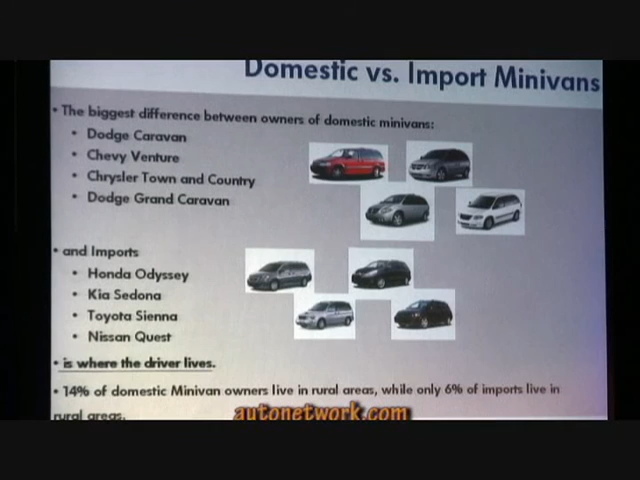 Domestic vs. Import Minivans
• The biggest difference between owners of domestic minivans:
• Dodge Caravan
• Chevy Venture
• Chrysler Town and Country
• Dodge Grand Caravan
• and Imports
• Honda Odyssey
• Kia Sedona
• Toyota Sienna
• Nissan Quest
• is where the driver lives.
• 14% of domestic Minivan owners live in rural areas, while only 6% of imports live in
rural areas.
autonetwork.com